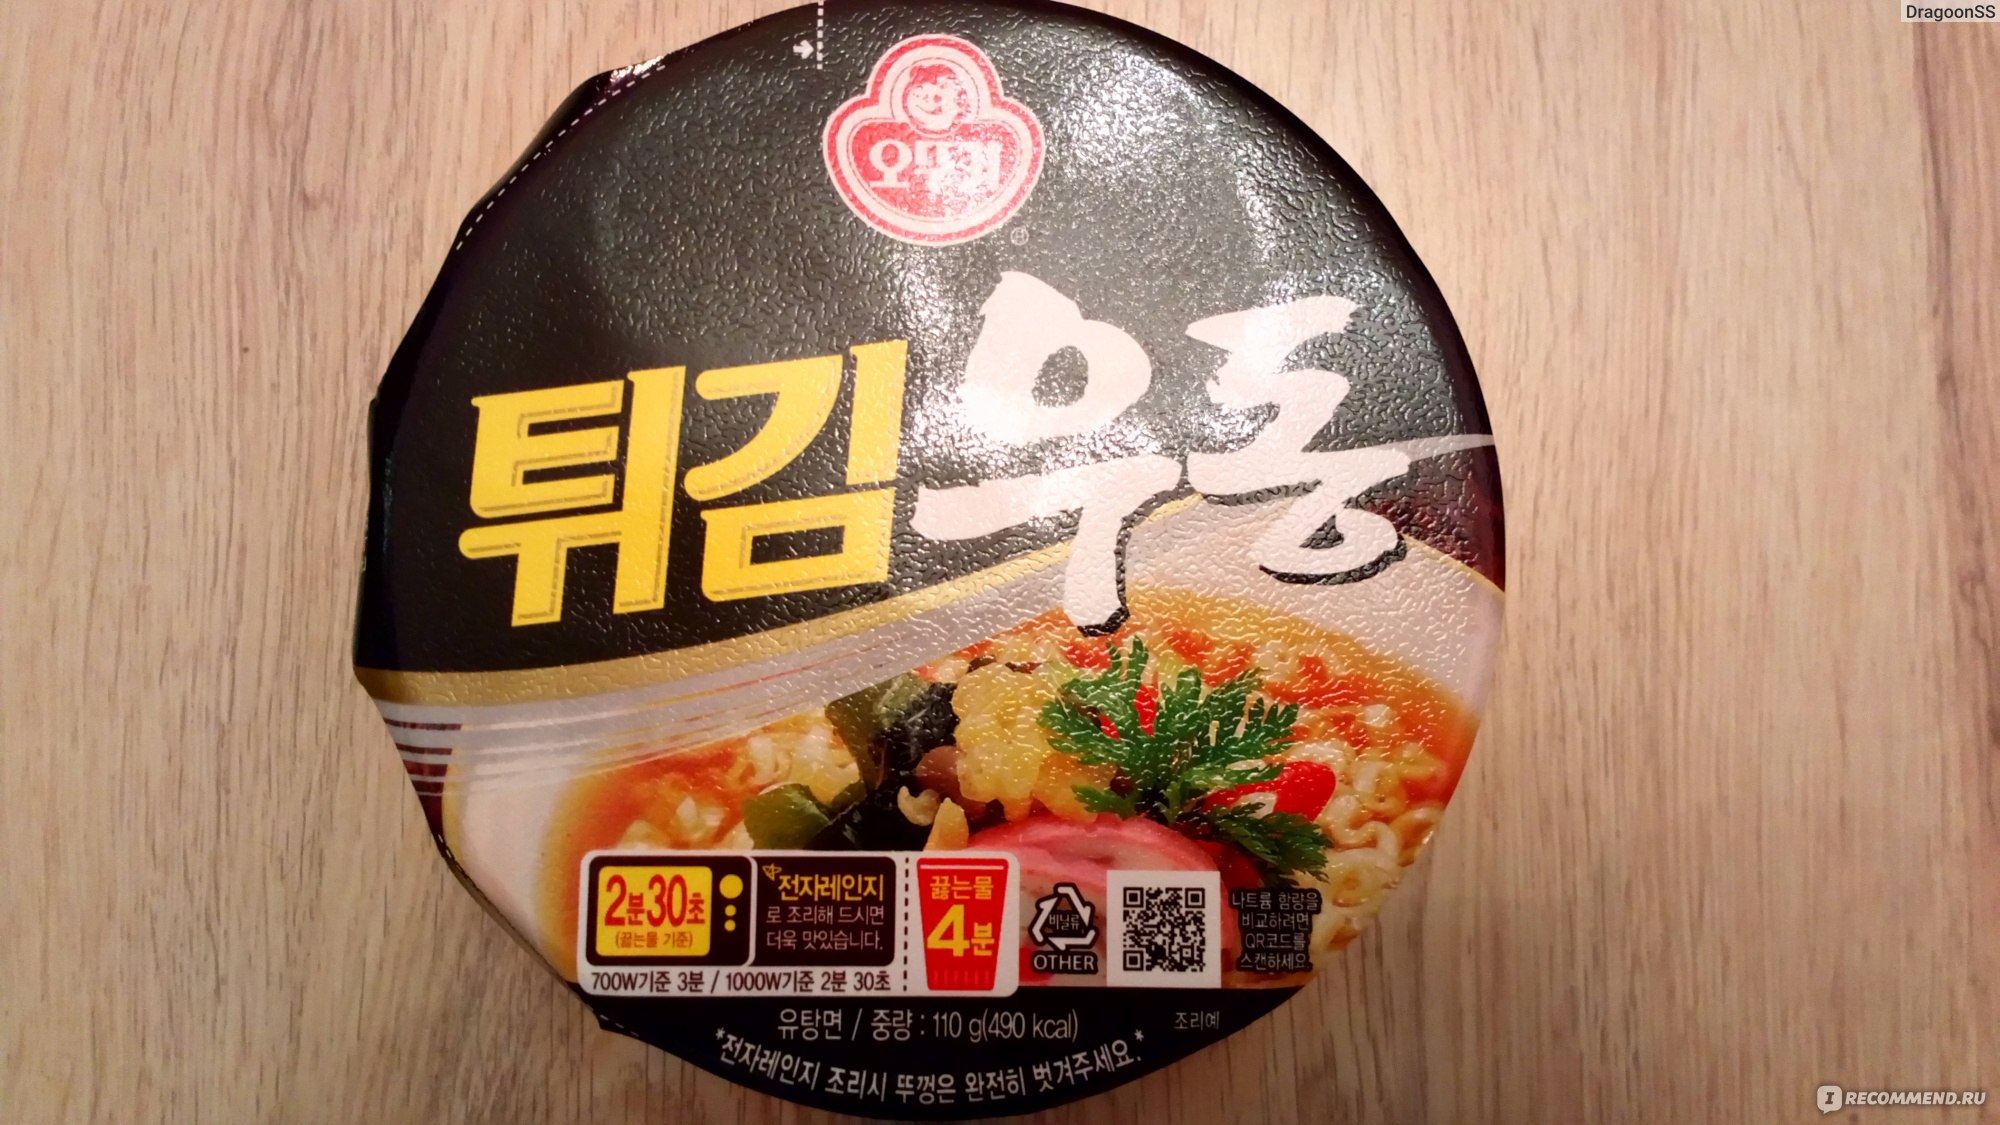 DragoonSS
오뚜기
튀김우동
2분30초
(끓는물 기준)
전자레인지
로 조리해 드시면
더욱 맛있습니다.
700W기준 3분 / 1000W기준 2분 30초
끓는물
4분
비닐류
OTHER
나트륨 함량을
비교하려면
QR코드를
스캔하세요.
유탕면 / 중량 : 110 g(490 kcal)
조리예
*전자레인지 조리시 뚜껑은 완전히 벗겨주세요.*
I RECOMMEND.RU